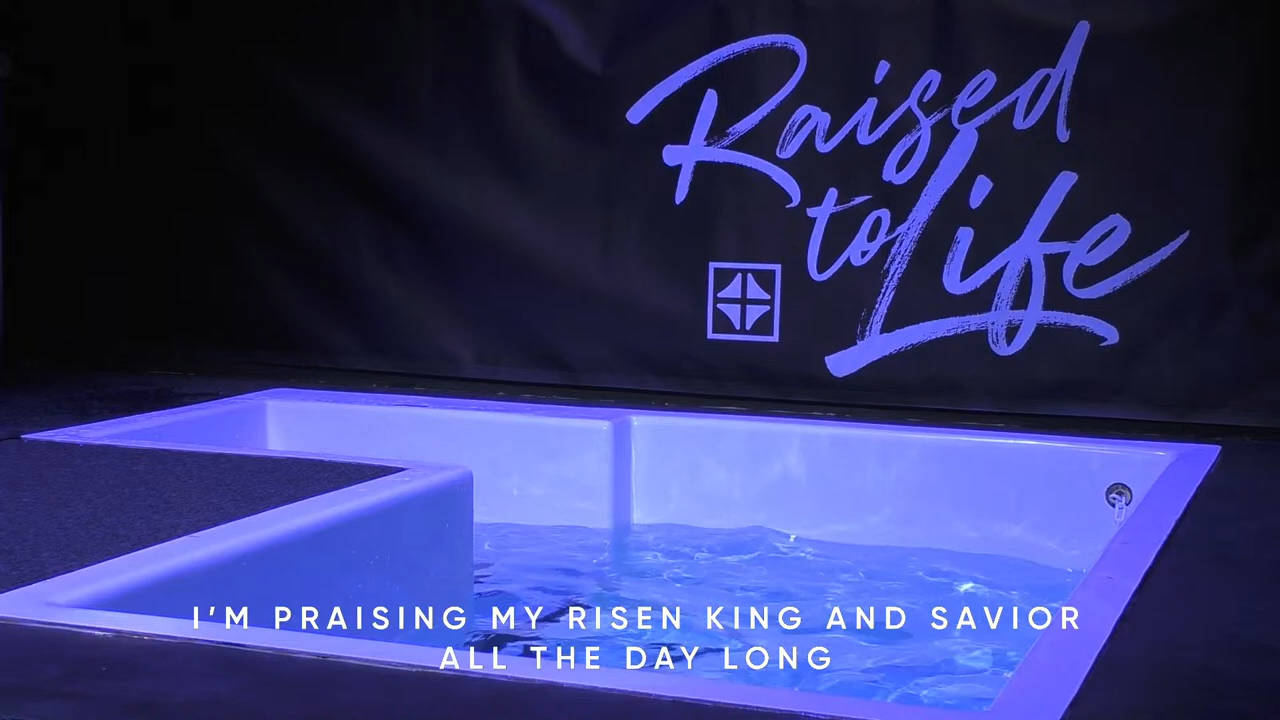 Raised
to Life
I'M PRAISING MY RISEN KING AND SAVIOR
ALL THE DAY LONG